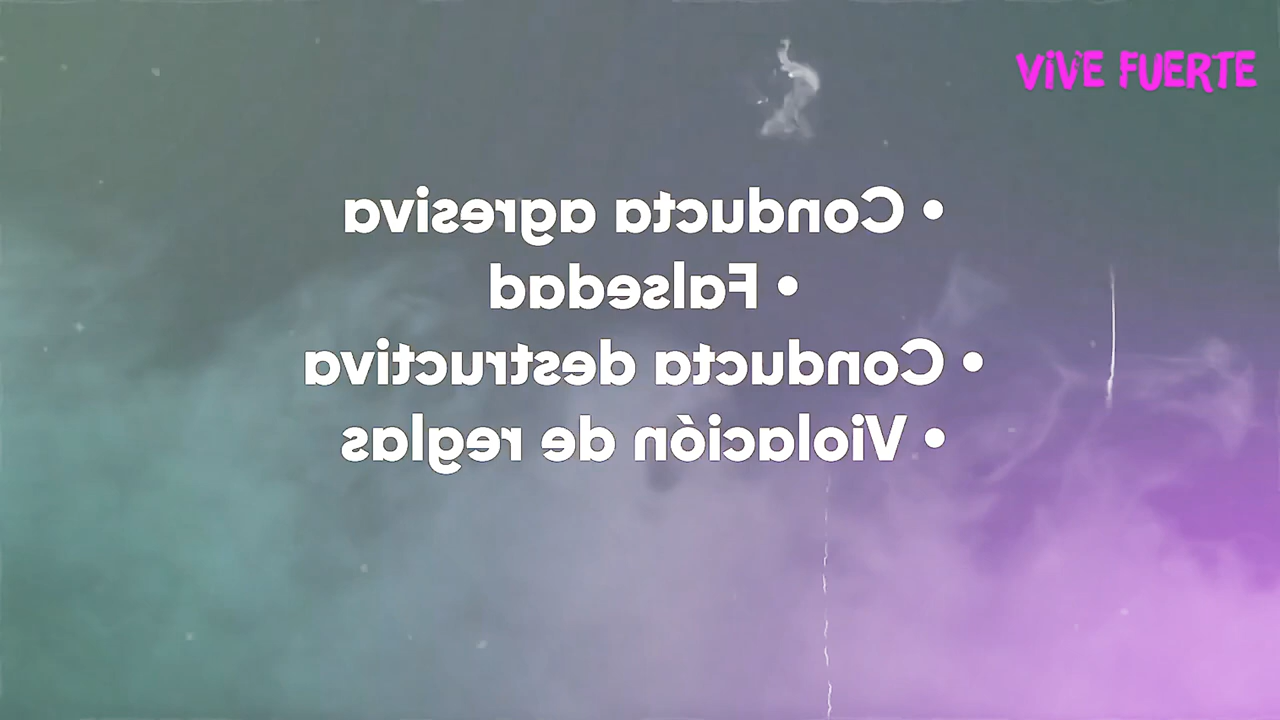 VIVE FUERTE
• Conducta agresiva
• Falsedad
• Conducta destructiva
• Violación de reglas